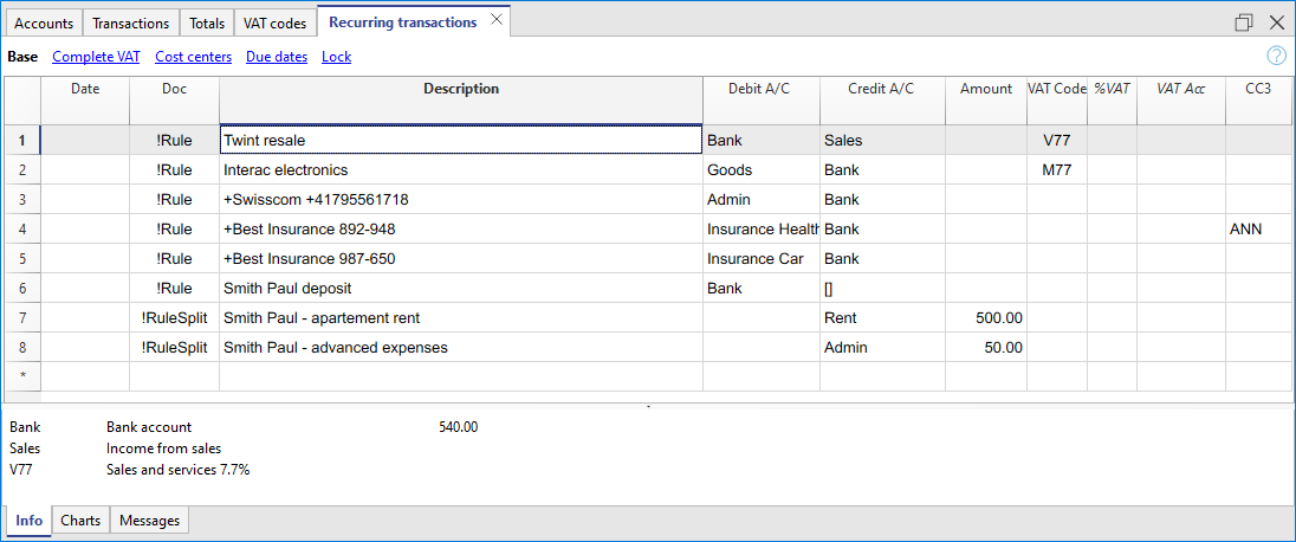 Accounts Transactions Totals VAT codes Recurring transactions
Base Complete VAT Cost centers Due dates Lock
Date Doc Description Debit A/C Credit A/C Amount VAT Code %VAT VAT Acc CC3
1 !Rule Twint resale Bank Sales V77
2 !Rule Interac electronics Goods Bank M77
3 !Rule +Swisscom +41795561718 Admin Bank
4 !Rule +Best Insurance 892-948 Insurance Health Bank ANN
5 !Rule +Best Insurance 987-650 Insurance Car Bank
6 !Rule Smith Paul deposit Bank []
7 !RuleSplit Smith Paul - apartement rent Rent 500.00
8 !RuleSplit Smith Paul - advanced expenses Admin 50.00
*
Bank Bank account 540.00
Sales Income from sales
V77 Sales and services 7.7%
Info Charts Messages